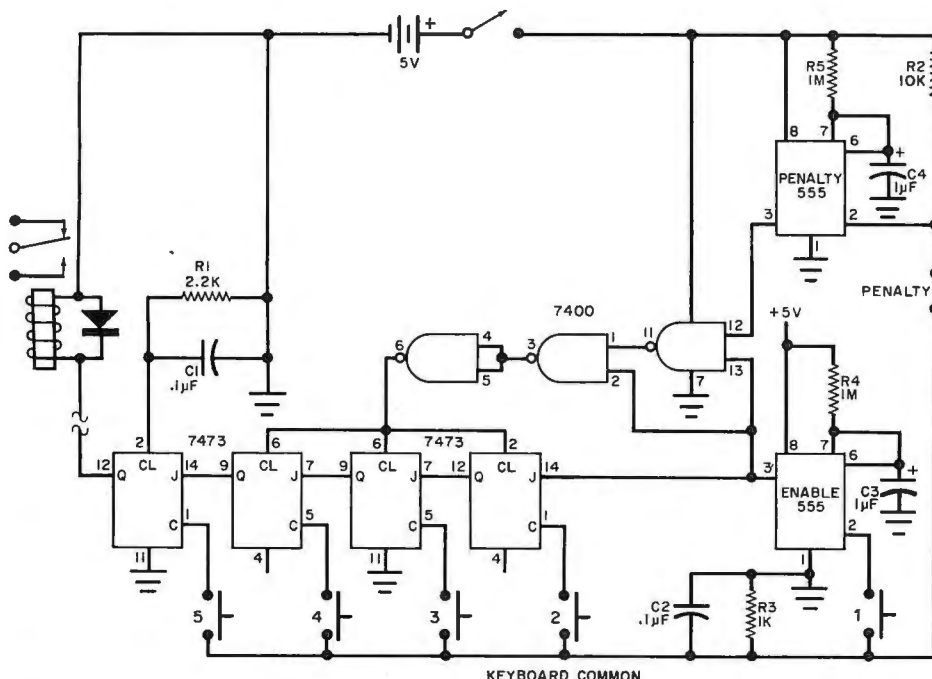 +
5V
R5
1M
R2
10K
8
7
6
+
C4
1µF
PENALTY
555
3
2
1
PENALTY
R1
2.2K
C1
.1µF
7400
6
4
5
3
1
2
11
12
13
7
+5V
R4
1M
8
7
6
+
C3
1µF
3
ENABLE
555
2
1
2
7473
6
6
7473
2
12
Q
CL
J
14
9
Q
CL
J
7
9
Q
CL
J
7
12
Q
CL
J
14
C
1
C
5
C
5
C
1
11
4
11
4
5
4
3
2
C2
.1µF
R3
1K
1
KEYBOARD COMMON